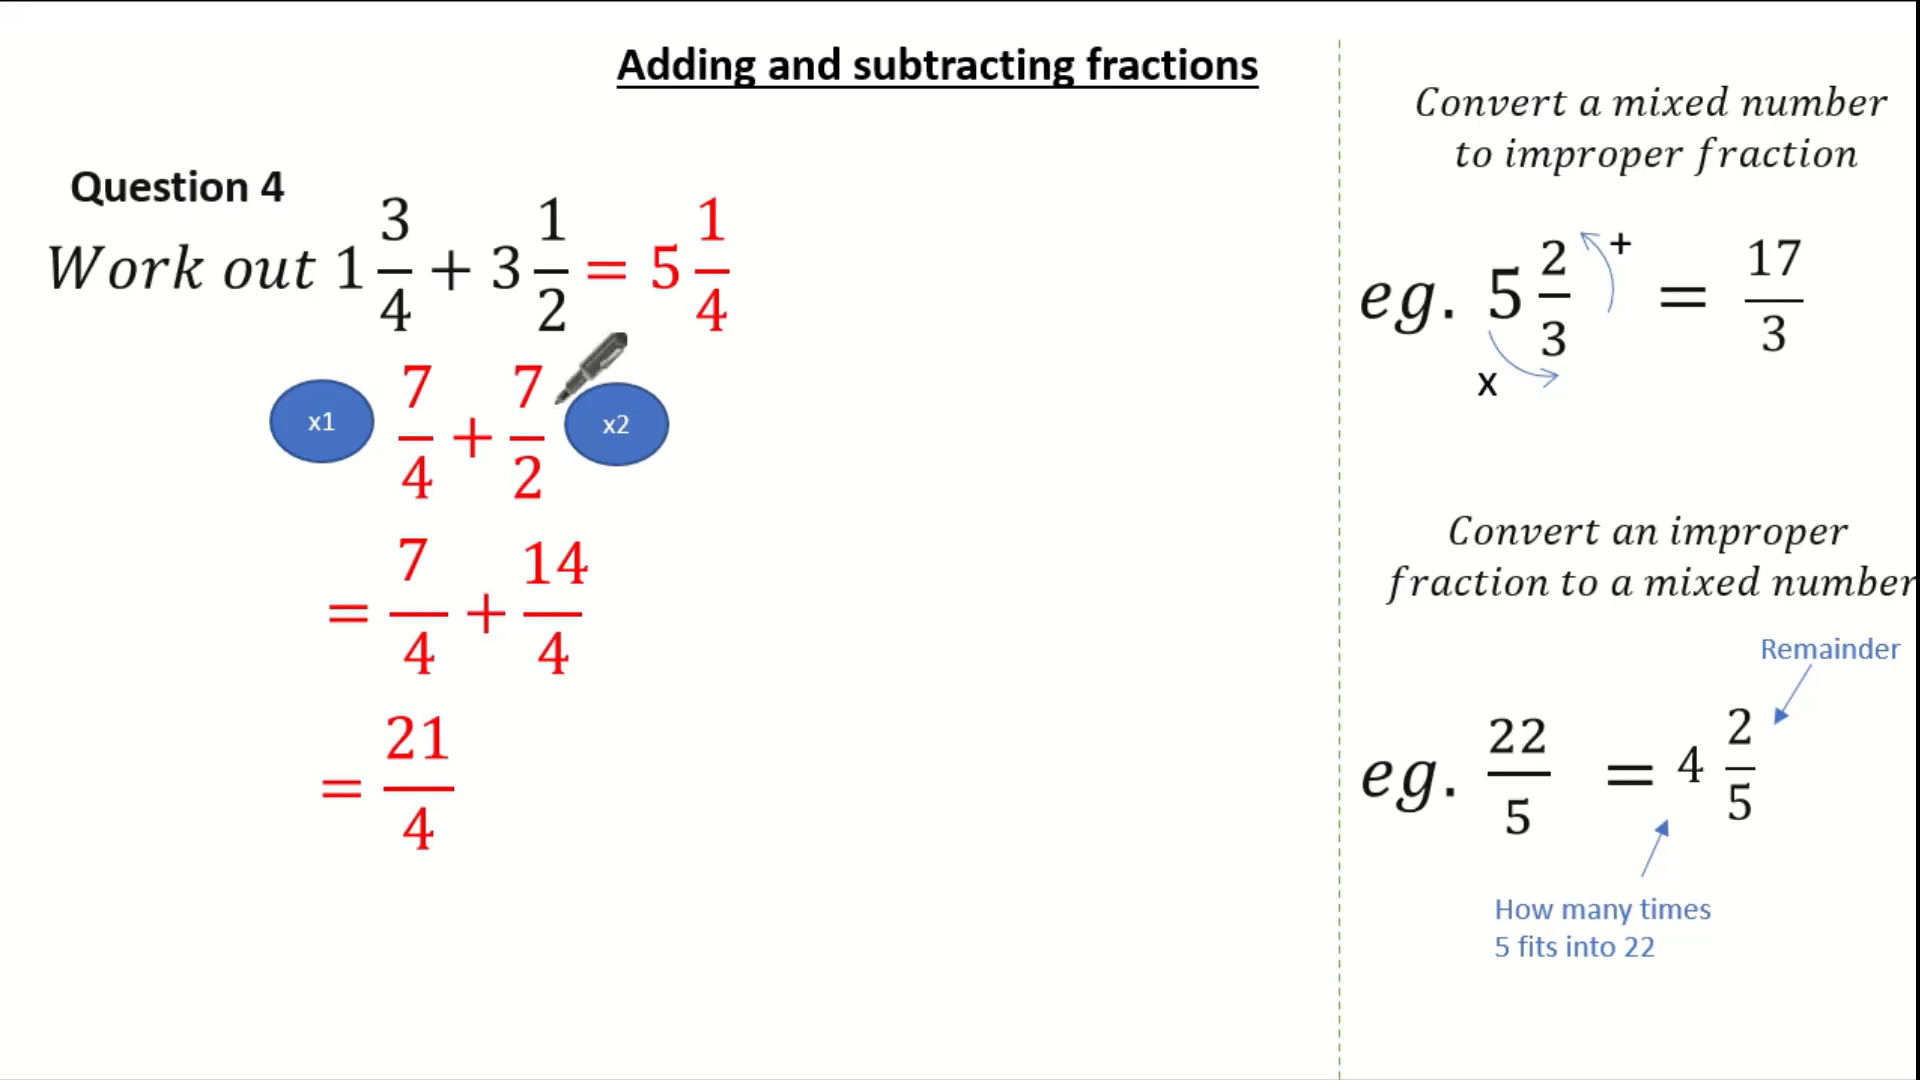 Adding and subtracting fractions
Question 4
Work out 1 3/4 + 3 1/2 = 5 1/4
x1 7/4 + 7/2 x2
= 7/4 + 14/4
= 21/4
Convert a mixed number
to improper fraction
eg. 5 2/3 = 17/3
+
x
Convert an improper
fraction to a mixed number
Remainder
eg. 22/5 = 4 2/5
How many times
5 fits into 22